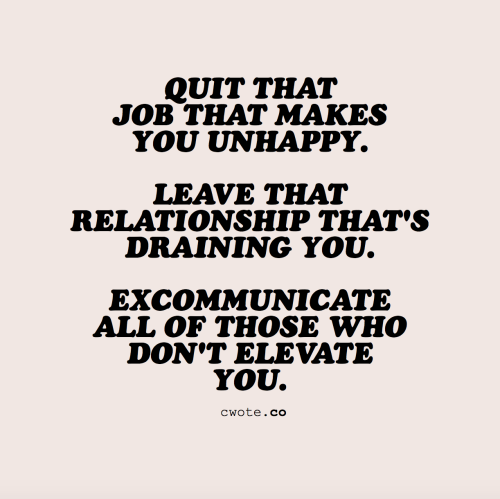 QUIT THAT
JOB THAT MAKES
YOU UNHAPPY.
LEAVE THAT
RELATIONSHIP THAT'S
DRAINING YOU.
EXCOMMUNICATE
ALL OF THOSE WHO
DON'T ELEVATE
YOU.
cwote.co